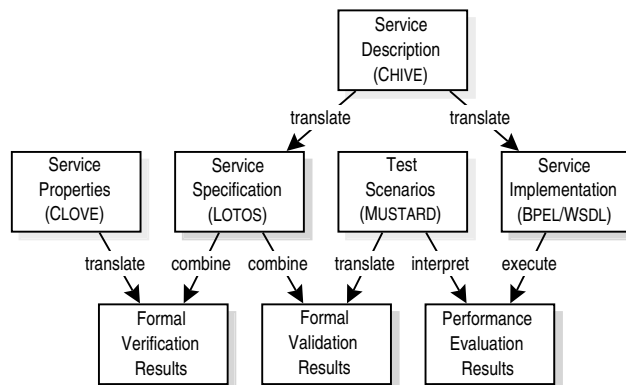 Service
Description
(CHIVE)
translate
translate
Service
Properties
(CLOVE)
Service
Specification
(LOTOS)
Test
Scenarios
(MUSTARD)
Service
Implementation
(BPEL/WSDL)
translate
combine
combine
translate
interpret
execute
Formal
Verification
Results
Formal
Validation
Results
Performance
Evaluation
Results